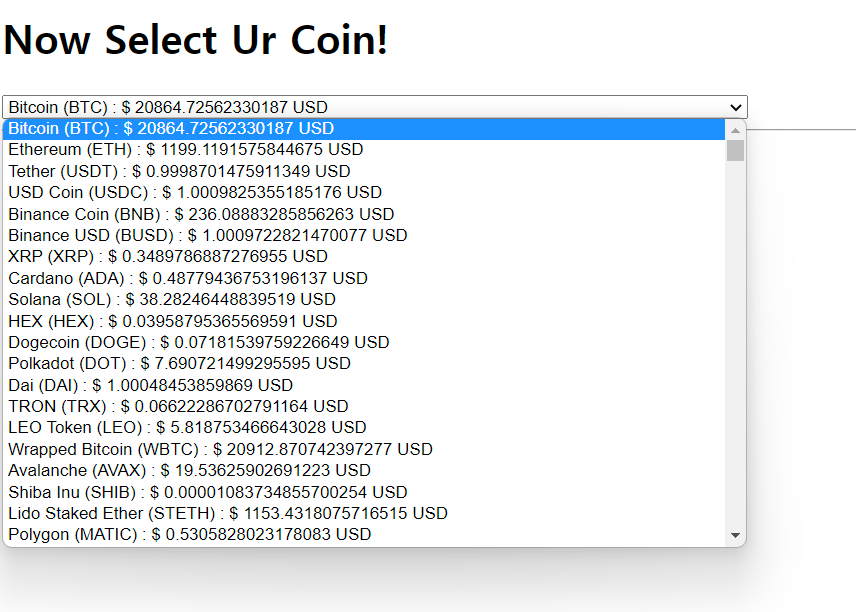 Now Select Ur Coin!
Bitcoin (BTC) : $ 20864.72562330187 USD
Bitcoin (BTC) : $ 20864.72562330187 USD
Ethereum (ETH) : $ 1199.1191575844675 USD
Tether (USDT) : $ 0.9998701475911349 USD
USD Coin (USDC) : $ 1.0009825355185176 USD
Binance Coin (BNB) : $ 236.08883285856263 USD
Binance USD (BUSD) : $ 1.0009722821470077 USD
XRP (XRP) : $ 0.3489786887276955 USD
Cardano (ADA) : $ 0.48779436753196137 USD
Solana (SOL) : $ 38.28246448839519 USD
HEX (HEX) : $ 0.03958795365569591 USD
Dogecoin (DOGE) : $ 0.07181539759226649 USD
Polkadot (DOT) : $ 7.690721499295595 USD
Dai (DAI) : $ 1.00048453859869 USD
TRON (TRX) : $ 0.06622286702791164 USD
LEO Token (LEO) : $ 5.818753466643028 USD
Wrapped Bitcoin (WBTC) : $ 20912.870742397277 USD
Avalanche (AVAX) : $ 19.53625902691223 USD
Shiba Inu (SHIB) : $ 0.00001083734855700254 USD
Lido Staked Ether (STETH) : $ 1153.4318075716515 USD
Polygon (MATIC) : $ 0.5305828023178083 USD